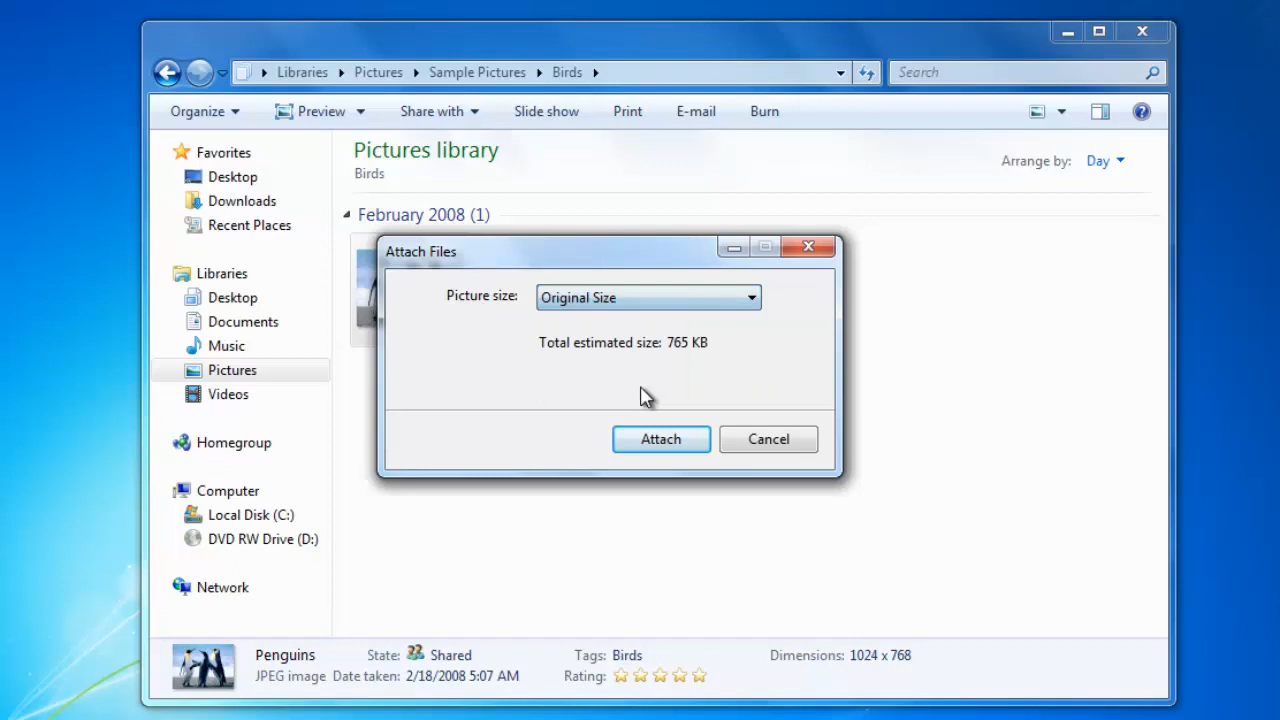 Libraries Pictures Sample Pictures Birds
Search
Organize Preview Share with Slide show Print E-mail Burn
Favorites
Desktop
Downloads
Recent Places
Libraries
Desktop
Documents
Music
Pictures
Videos
Homegroup
Computer
Local Disk (C:)
DVD RW Drive (D:)
Network
Pictures library
Birds
Arrange by: Day
February 2008 (1)
Attach Files
Picture size: Original Size
Total estimated size: 765 KB
Attach Cancel
Penguins State: Shared Tags: Birds Dimensions: 1024 x 768
JPEG image Date taken: 2/18/2008 5:07 AM Rating: